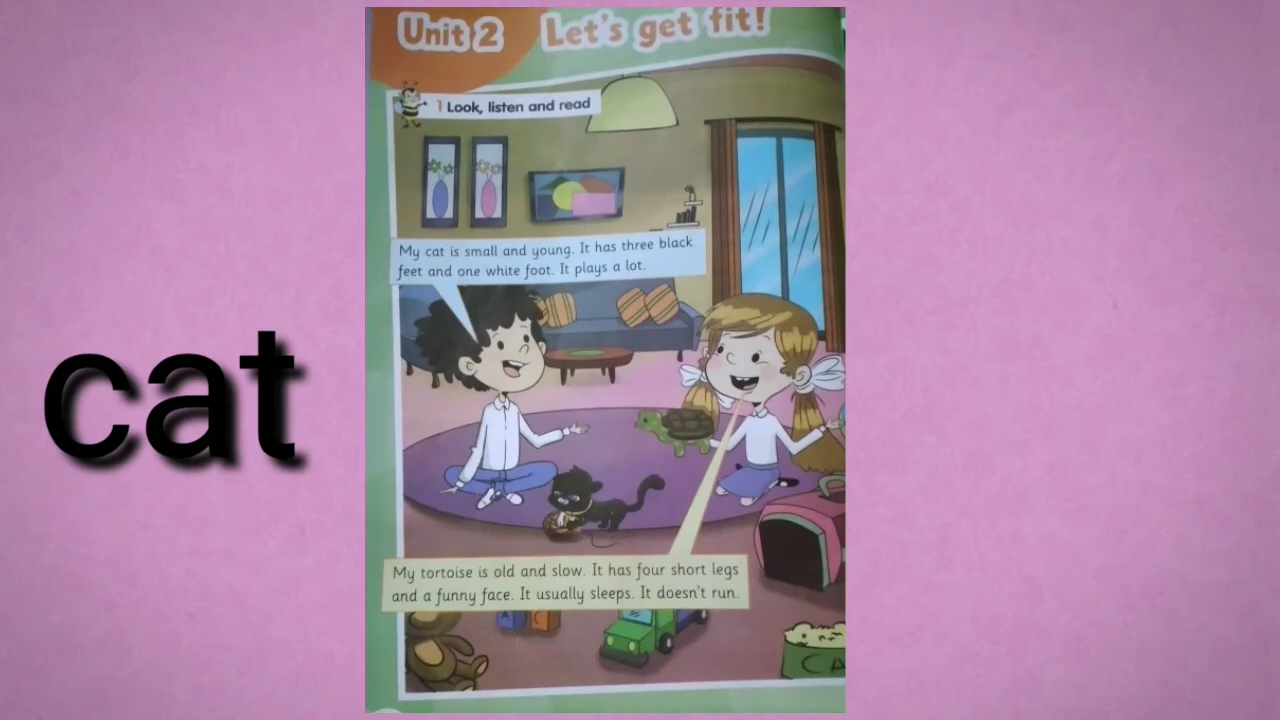 Unit 2 Let's get fit!
1 Look, listen and read
My cat is small and young. It has three black
feet and one white foot. It plays a lot.
cat
My tortoise is old and slow. It has four short legs
and a funny face. It usually sleeps. It doesn't run.
A C
CA